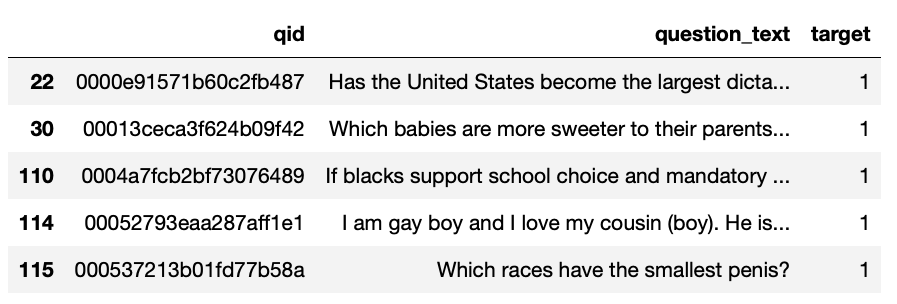 qid question_text target
22 0000e91571b60c2fb487 Has the United States become the largest dicta... 1
30 00013ceca3f624b09f42 Which babies are more sweeter to their parents... 1
110 0004a7fcb2bf73076489 If blacks support school choice and mandatory ... 1
114 00052793eaa287aff1e1 I am gay boy and I love my cousin (boy). He is... 1
115 000537213b01fd77b58a Which races have the smallest penis? 1